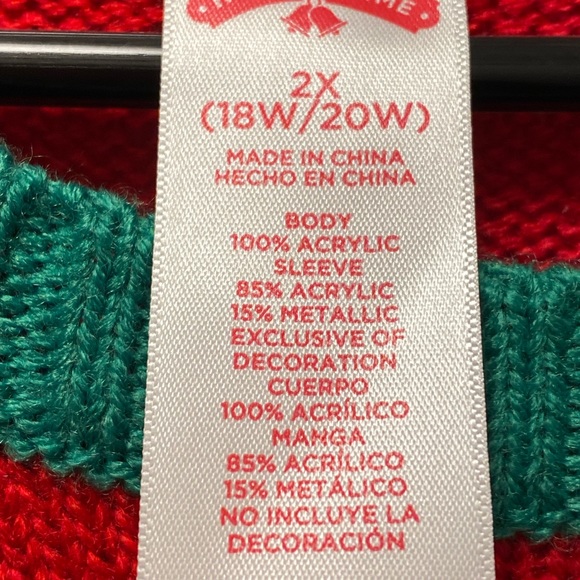 2X
(18W/20W)
MADE IN CHINA
HECHO EN CHINA
BODY
100% ACRYLIC
SLEEVE
85% ACRYLIC
15% METALLIC
EXCLUSIVE OF
DECORATION
CUERPO
100% ACRÍLICO
MANGA
85% ACRÍLICO
15% METÁLICO
NO INCLUYE LA
DECORACIÓN